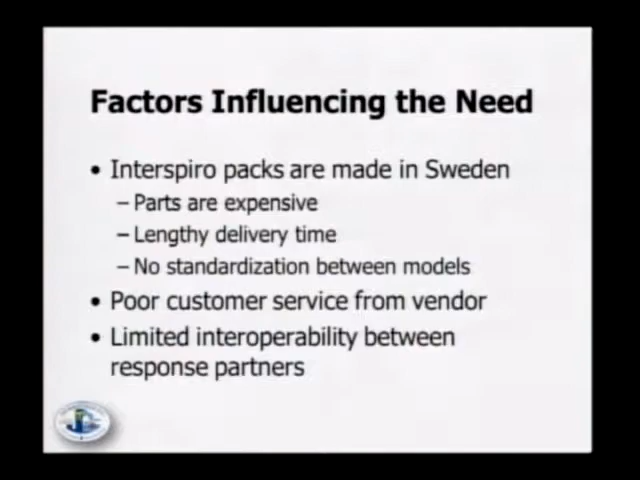 Factors Influencing the Need
• Interspiro packs are made in Sweden
– Parts are expensive
– Lengthy delivery time
– No standardization between models
• Poor customer service from vendor
• Limited interoperability between
response partners